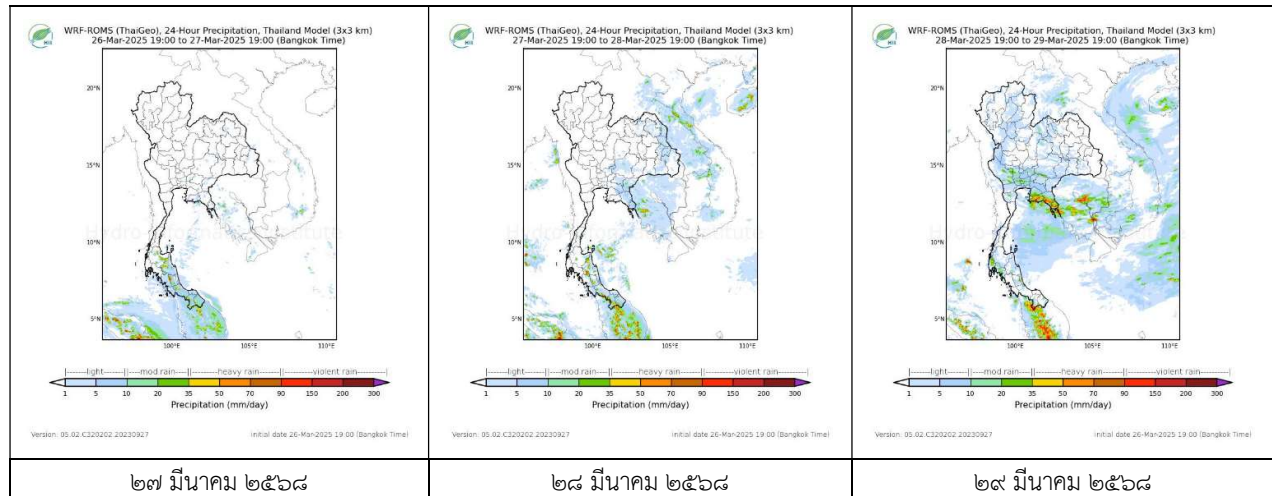 WRF-ROMS (ThaiGeo), 24-Hour Precipitation, Thailand Model (3x3 km)
26-Mar-2025 19:00 to 27-Mar-2025 19:00 (Bangkok Time)
20°N
15°N
10°N
5°N
100°E
105°E
110°E
Hydro Informatics Institute
light
mod rain
heavy rain
violent rain
1 5 10 20 35 50 70 90 150 200 300
Precipitation (mm/day)
Version: 05.02.C320202.20230927
initial date 26-Mar-2025 19:00 (Bangkok Time)
๒๗ มีนาคม ๒๕๖๘
WRF-ROMS (ThaiGeo), 24-Hour Precipitation, Thailand Model (3x3 km)
27-Mar-2025 19:00 to 28-Mar-2025 19:00 (Bangkok Time)
20°N
15°N
10°N
5°N
100°E
105°E
110°E
Hydro Informatics Institute
light
mod rain
heavy rain
violent rain
1 5 10 20 35 50 70 90 150 200 300
Precipitation (mm/day)
Version: 05.02.C320202.20230927
initial date 26-Mar-2025 19:00 (Bangkok Time)
๒๘ มีนาคม ๒๕๖๘
WRF-ROMS (ThaiGeo), 24-Hour Precipitation, Thailand Model (3x3 km)
28-Mar-2025 19:00 to 29-Mar-2025 19:00 (Bangkok Time)
20°N
15°N
10°N
5°N
100°E
105°E
110°E
Hydro Informatics Institute
light
mod rain
heavy rain
violent rain
1 5 10 20 35 50 70 90 150 200 300
Precipitation (mm/day)
Version: 05.02.C320202.20230927
initial date 26-Mar-2025 19:00 (Bangkok Time)
๒๙ มีนาคม ๒๕๖๘